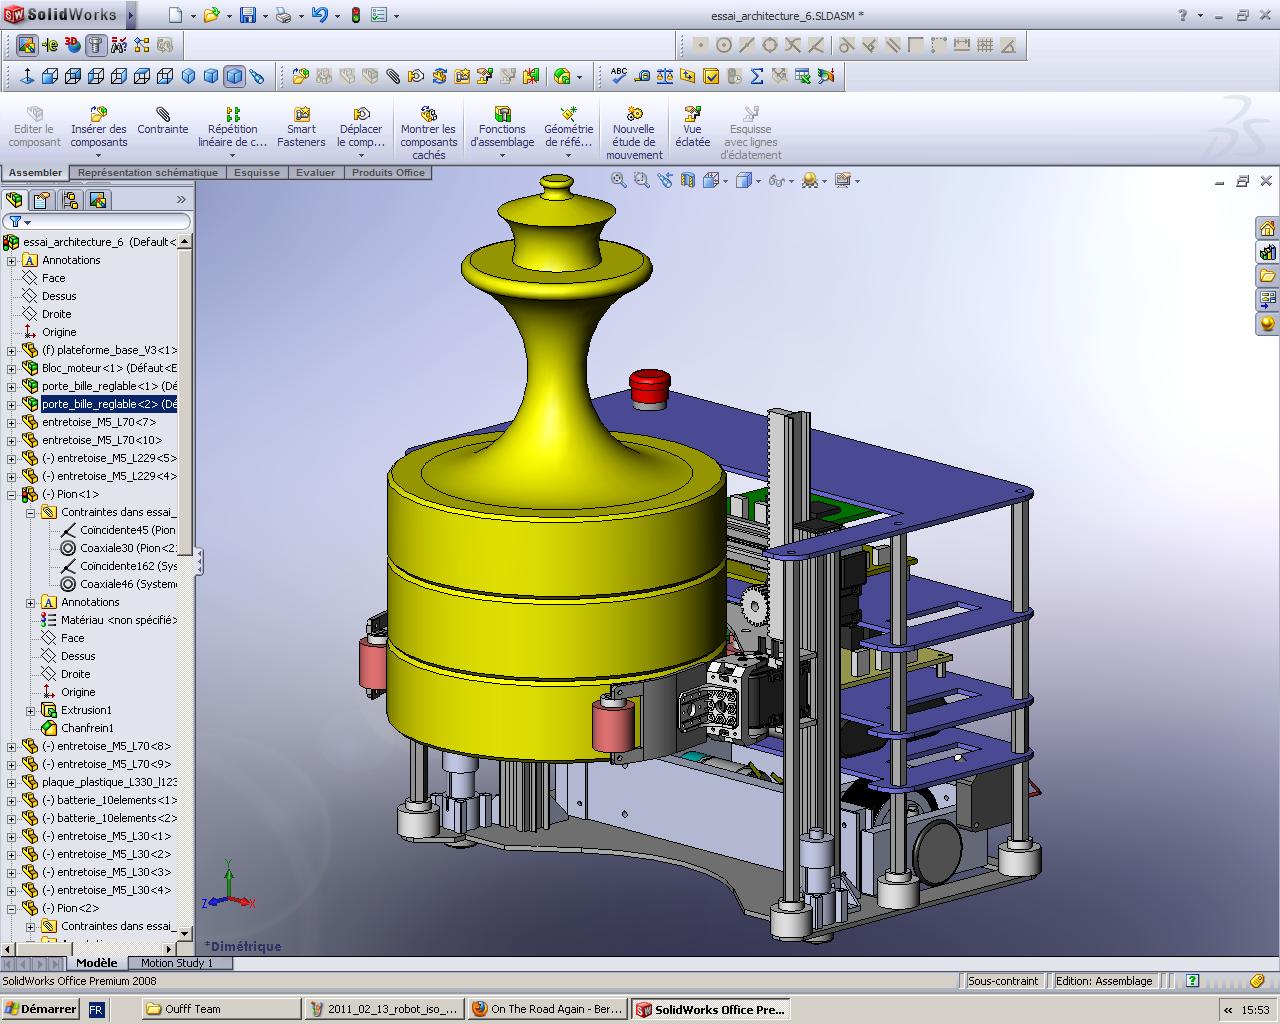 SolidWorks
essai_architecture_6.SLDASM *
Editer le composant
Insérer des composants
Contrainte
Répétition linéaire de c...
Smart Fasteners
Déplacer le comp...
Montrer les composants cachés
Fonctions d'assemblage
Géométrie de réfé...
Nouvelle étude de mouvement
Vue éclatée
Esquisse avec lignes d'éclatement
Assembler
Représentation schématique
Esquisse
Evaluer
Produits Office
essai_architecture_6 (Default<
Annotations
Face
Dessus
Droite
Origine
(f) plateforme_base_V3<1>
Bloc_moteur<1> (Défaut<E
porte_bille_reglable<1> (Dé
porte_bille_reglable<2> (Dé
entretoise_M5_L70<7>
entretoise_M5_L70<10>
(-) entretoise_M5_L229<5>
(-) entretoise_M5_L229<4>
(-) Pion<1>
Contraintes dans essai_
Coïncidente45 (Pion
Coaxiale30 (Pion<2
Coïncidente162 (Sys
Coaxiale46 (System
Annotations
Matériau <non spécifié>
Face
Dessus
Droite
Origine
Extrusion1
Chanfrein1
(-) entretoise_M5_L70<8>
(-) entretoise_M5_L70<9>
plaque_plastique_L330_l123
(-) batterie_10elements<1>
(-) batterie_10elements<2>
(-) entretoise_M5_L30<1>
(-) entretoise_M5_L30<2>
(-) entretoise_M5_L30<3>
(-) entretoise_M5_L30<4>
(-) Pion<2>
Contraintes dans essai_
Y
Z
X
*Dimétrique
Modèle
Motion Study 1
SolidWorks Office Premium 2008
Sous-contraint
Edition: Assemblage
Démarrer
FR
Oufff Team
2011_02_13_robot_iso_...
On The Road Again - Ber...
SolidWorks Office Pre...
15:53